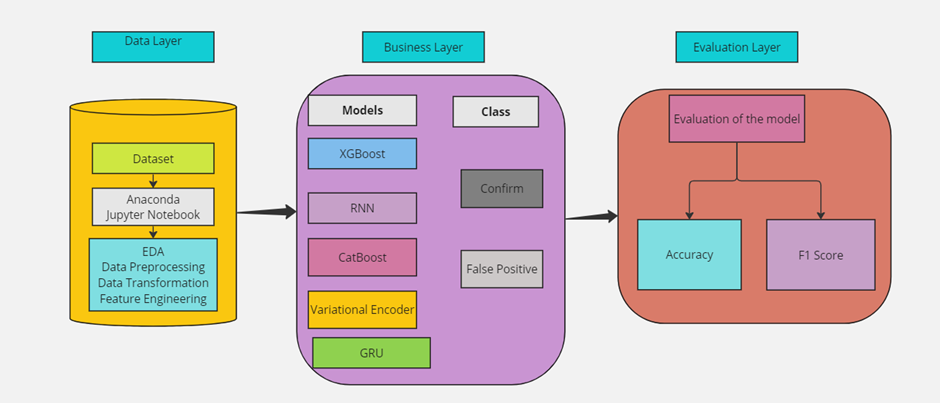 Data Layer
Business Layer
Evaluation Layer
Dataset
Anaconda
Jupyter Notebook
EDA
Data Preprocessing
Data Transformation
Feature Engineering
Models
XGBoost
RNN
CatBoost
Variational Encoder
GRU
Class
Confirm
False Positive
Evaluation of the model
Accuracy
F1 Score